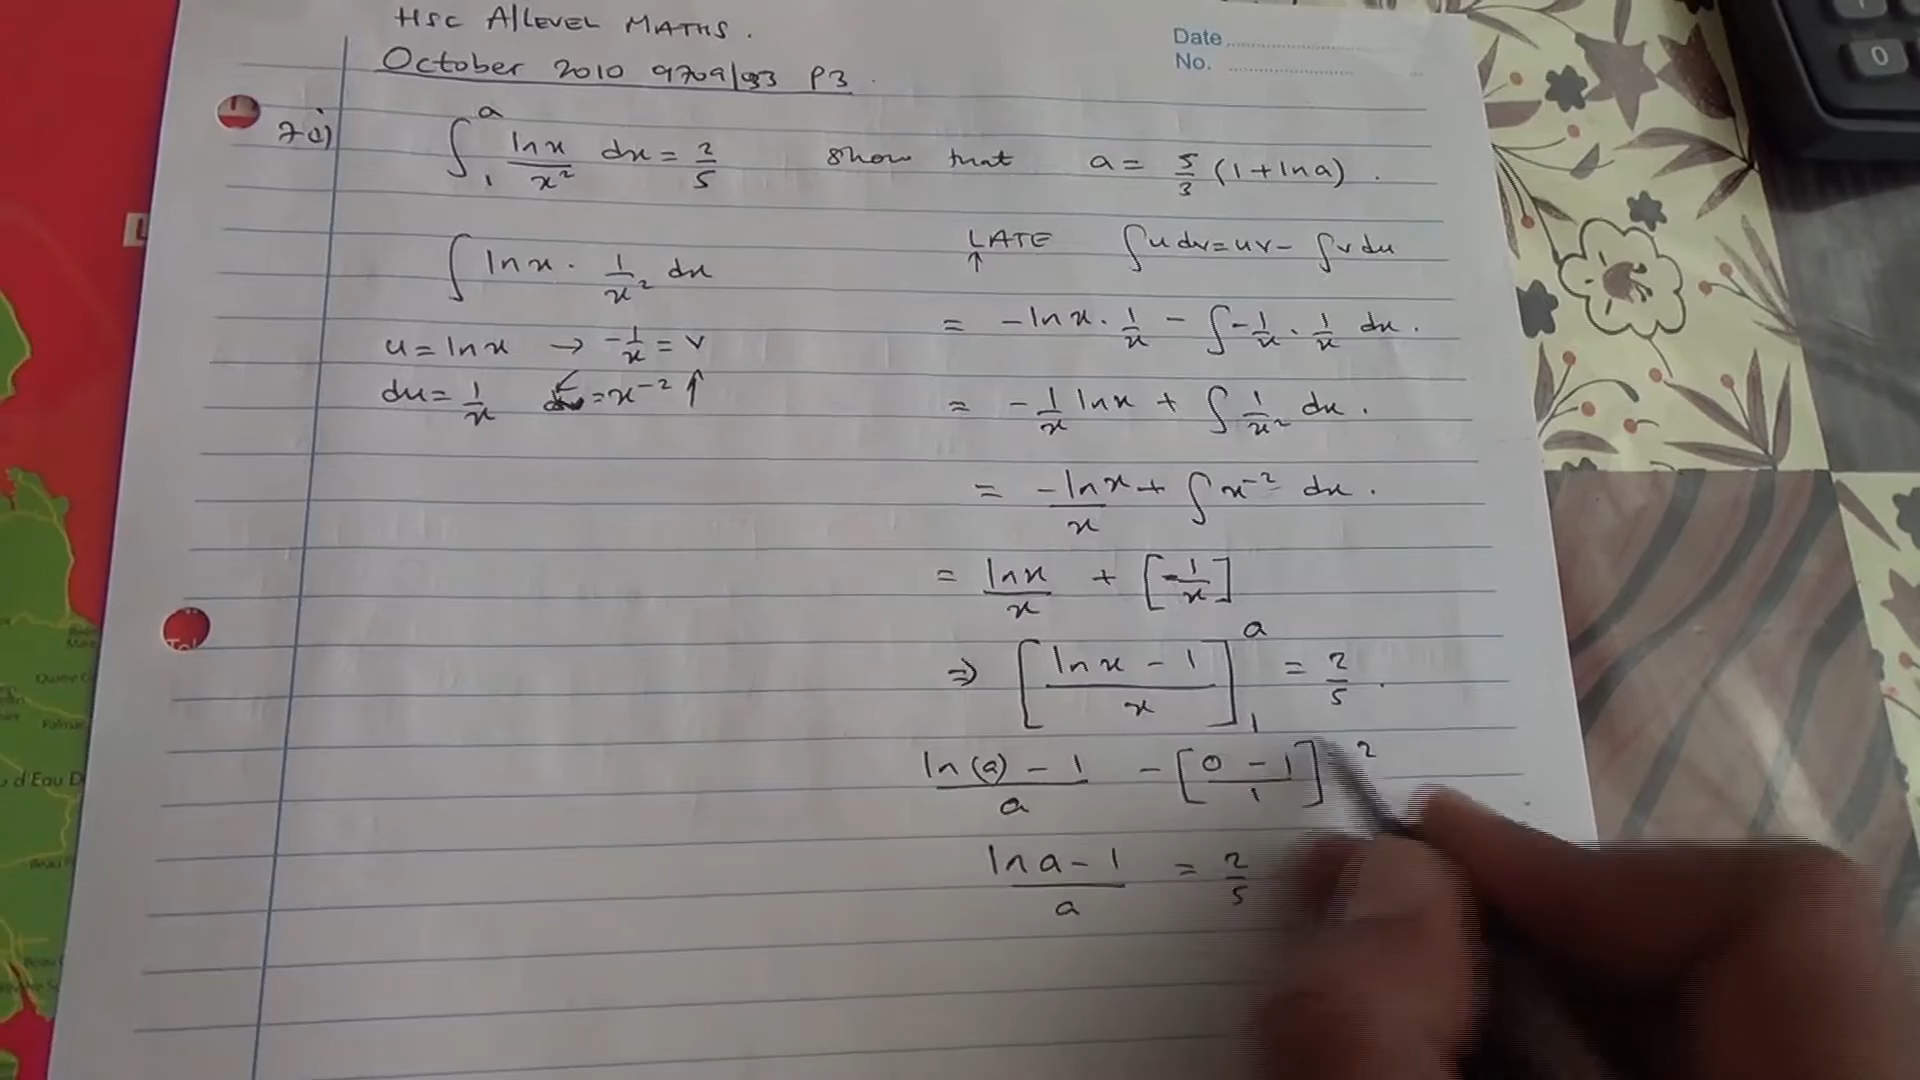 HSC A/LEVEL MATHS.
October 2010 9709/33 P3.
Date
No.
7 i) ∫₁ᵃ ln x / x² dx = 2/5 show that a = 5/3 (1 + ln a).
∫ ln x · 1/x² dx
LATE ∫ u dv = uv − ∫ v du
↑
u = ln x → −1/x = v
du = 1/x dv = x⁻² ↑
= −ln x · 1/x − ∫ −1/x · 1/x dx.
= −1/x ln x + ∫ 1/x² dx.
= −ln x / x + ∫ x⁻² dx.
= ln x / x + [−1/x]
⇒ [(ln x − 1) / x]₁ᵃ = 2/5.
(ln (a) − 1) / a − [(0 − 1) / 1] 2
(ln a − 1) / a = 2/5
0